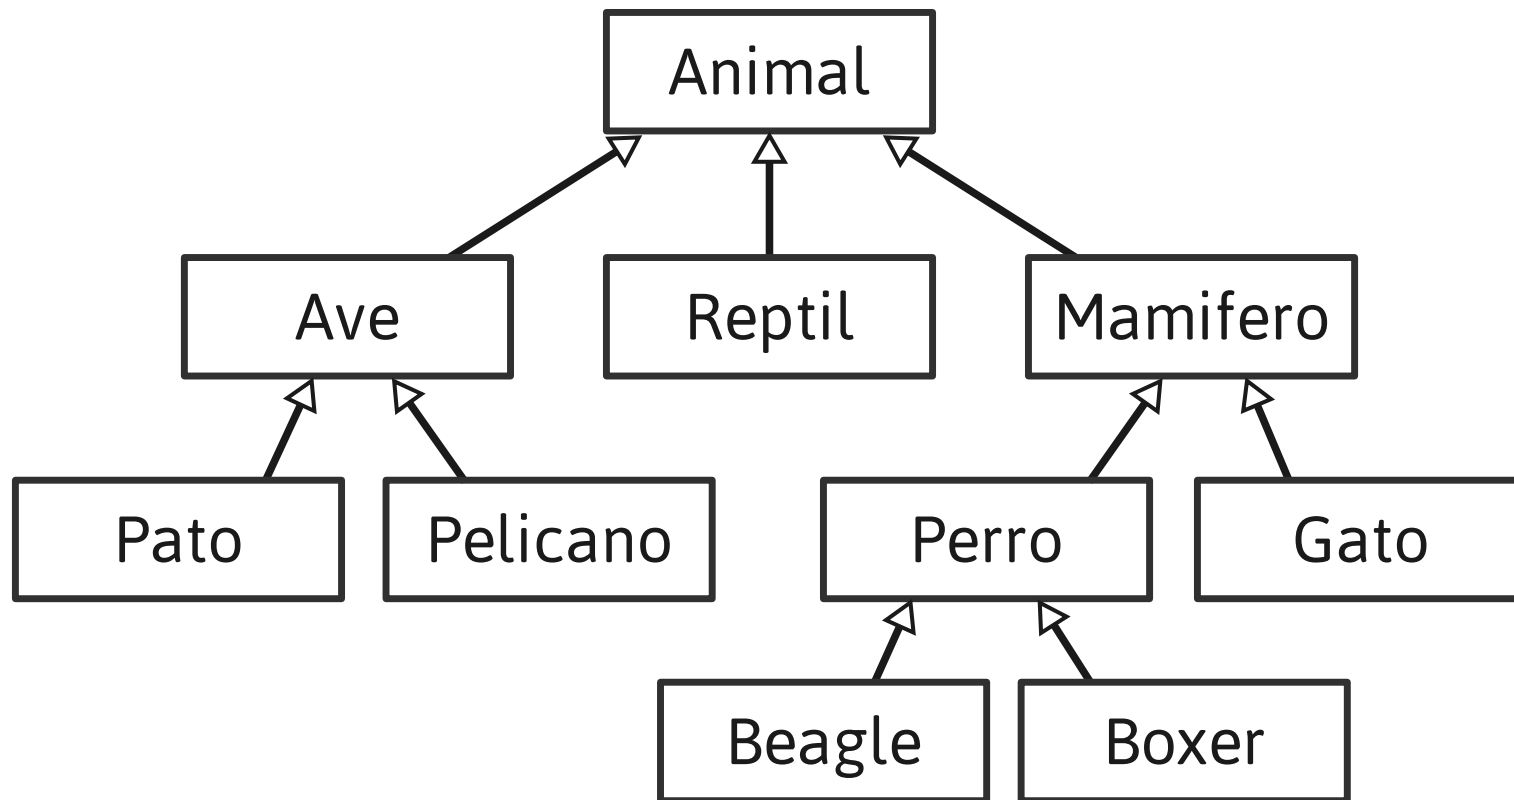 Animal
Ave
Reptil
Mamifero
Pato
Pelicano
Perro
Gato
Beagle
Boxer